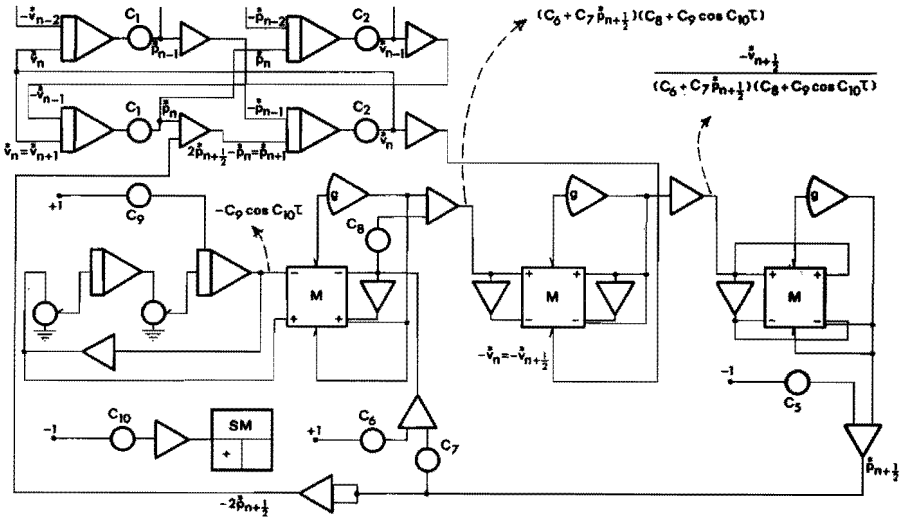 (C₆ + C₇ p̊ₙ₊½)(C₈ + C₉ cos C₁₀τ)
-v̊ₙ₋₂
C₁
p̊ₙ₋₁
-p̊ₙ₋₂
C₂
v̊ₙ₋₁
v̊ₙ
p̊ₙ
-v̊ₙ₊½
(C₆ + C₇ p̊ₙ₊½)(C₈ + C₉ cos C₁₀τ)
-v̊ₙ₋₁
C₁
p̊ₙ
-p̊ₙ₋₁
C₂
v̊ₙ
v̊ₙ = v̊ₙ₊₁
2p̊ₙ₊½ - p̊ₙ = p̊ₙ₊₁
+1
C₉
-C₉ cos C₁₀τ
g
C₈
g
g
- -
M
+ +
+ +
M
- -
+ +
M
- -
-v̊ₙ = -v̊ₙ₊½
-1
C₅
-1
C₁₀
SM
+
+1
C₆
C₇
p̊ₙ₊½
-2p̊ₙ₊½